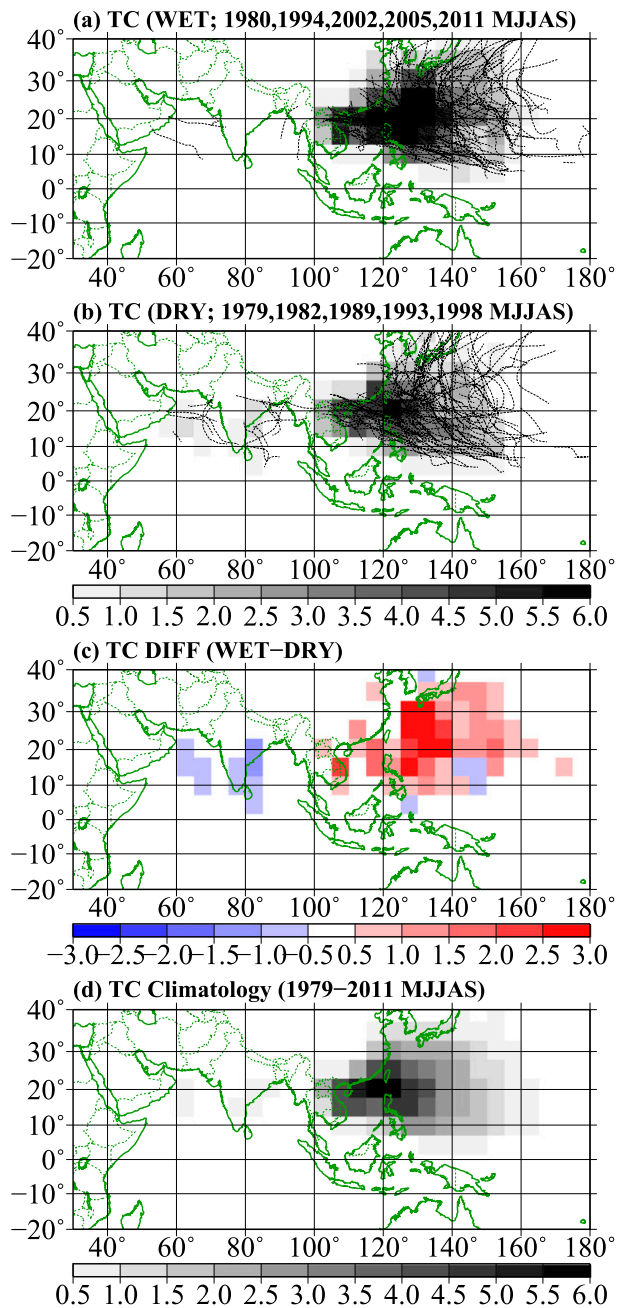 (a) TC (WET; 1980,1994,2002,2005,2011 MJJAS)
40˚
30˚
20˚
10˚
0˚
−10˚
−20˚
40˚ 60˚ 80˚ 100˚ 120˚ 140˚ 160˚ 180˚
(b) TC (DRY; 1979,1982,1989,1993,1998 MJJAS)
40˚
30˚
20˚
10˚
0˚
−10˚
−20˚
40˚ 60˚ 80˚ 100˚ 120˚ 140˚ 160˚ 180˚
0.5 1.0 1.5 2.0 2.5 3.0 3.5 4.0 4.5 5.0 5.5 6.0
(c) TC DIFF (WET−DRY)
40˚
30˚
20˚
10˚
0˚
−10˚
−20˚
40˚ 60˚ 80˚ 100˚ 120˚ 140˚ 160˚ 180˚
−3.0 −2.5 −2.0 −1.5 −1.0 −0.5 0.5 1.0 1.5 2.0 2.5 3.0
(d) TC Climatology (1979−2011 MJJAS)
40˚
30˚
20˚
10˚
0˚
−10˚
−20˚
40˚ 60˚ 80˚ 100˚ 120˚ 140˚ 160˚ 180˚
0.5 1.0 1.5 2.0 2.5 3.0 3.5 4.0 4.5 5.0 5.5 6.0